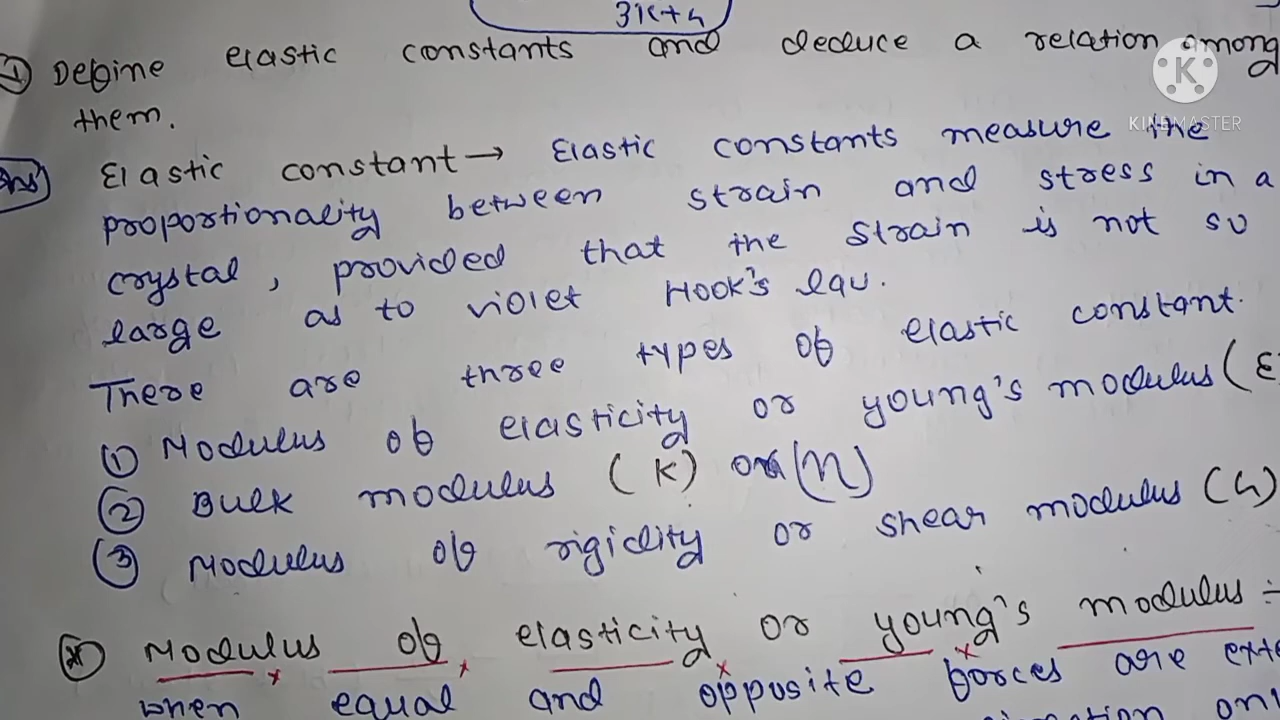 3K+G
① Define elastic constants and deduce a relation among
them.
Ans Elastic constant → Elastic constants measure the
proportionality between strain and stress in a
crystal, provided that the strain is not so
large as to violet Hook's equ.
There are three types of elastic constant.
① Modulus of elasticity or young's modulus (E
② Bulk modulus (K) or (η)
③ Modulus of rigidity or shear modulus (G)
Modulus of elasticity or young's modulus ÷
when equal and opposite forces are exte
K
KINEMASTER